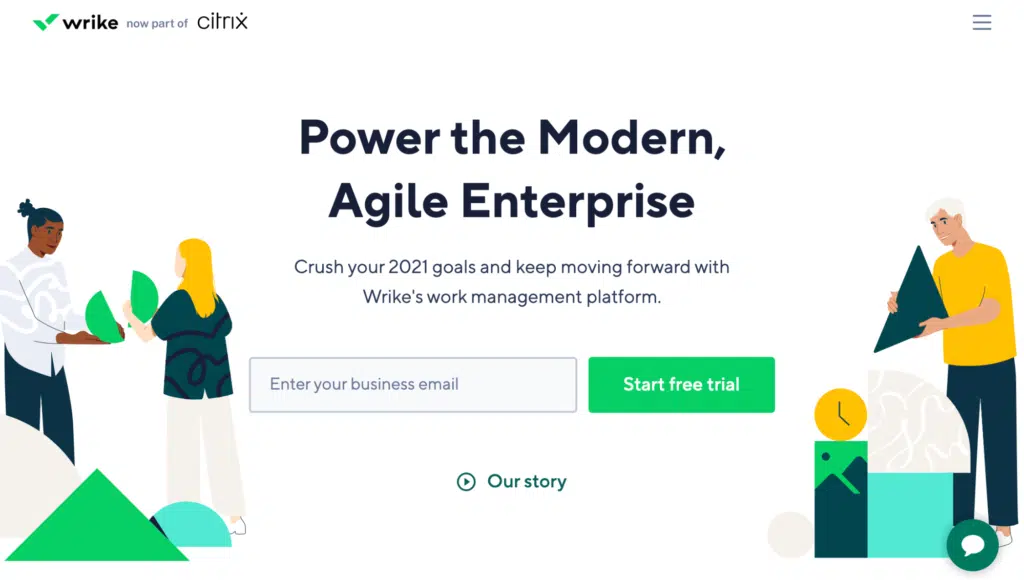 wrike now part of citrix
Power the Modern,
Agile Enterprise
Crush your 2021 goals and keep moving forward with
Wrike's work management platform.
Enter your business email
Start free trial
Our story